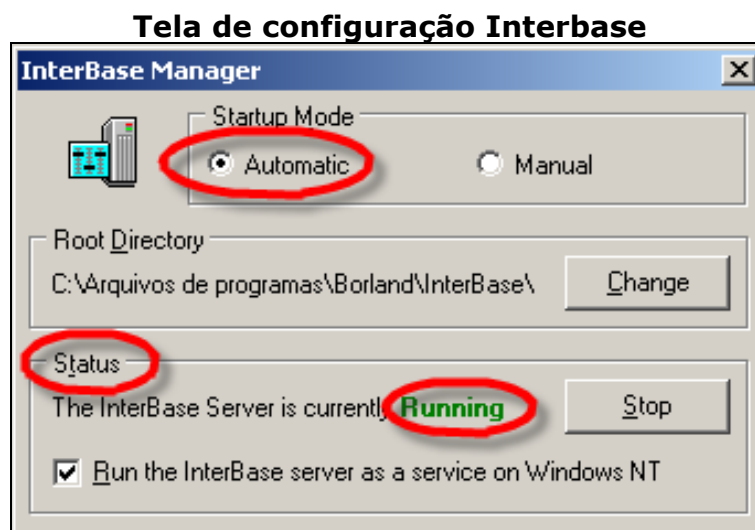 Tela de configuração Interbase
InterBase Manager
Startup Mode
Automatic
Manual
Root Directory
C:\Arquivos de programas\Borland\InterBase\
Change
Status
The InterBase Server is currently Running
Stop
Run the InterBase server as a service on Windows NT